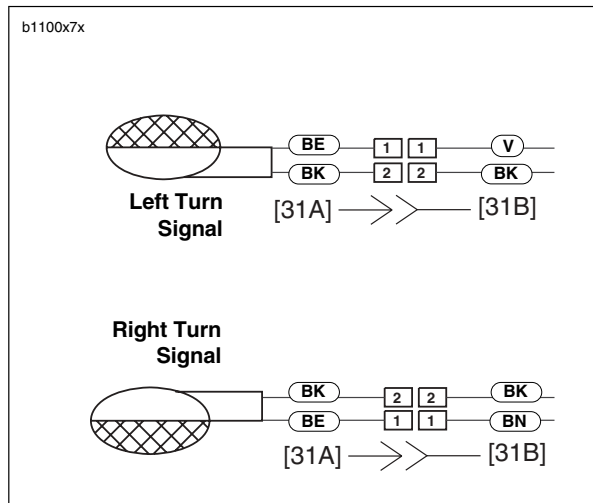 b1100x7x
BE 1 1 V
BK 2 2 BK
Left Turn
Signal
[31A] [31B]
Right Turn
Signal
BK 2 2 BK
BE 1 1 BN
[31A] [31B]